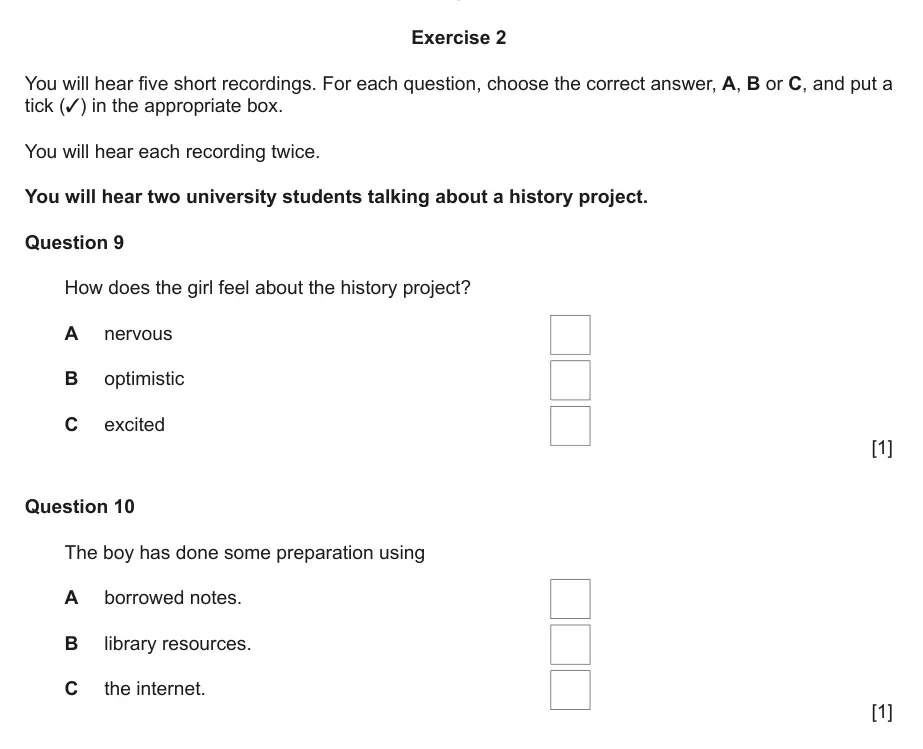 Exercise 2
You will hear five short recordings. For each question, choose the correct answer, A, B or C, and put a
tick (✓) in the appropriate box.
You will hear each recording twice.
You will hear two university students talking about a history project.
Question 9
How does the girl feel about the history project?
A nervous
B optimistic
C excited
[1]
Question 10
The boy has done some preparation using
A borrowed notes.
B library resources.
C the internet.
[1]